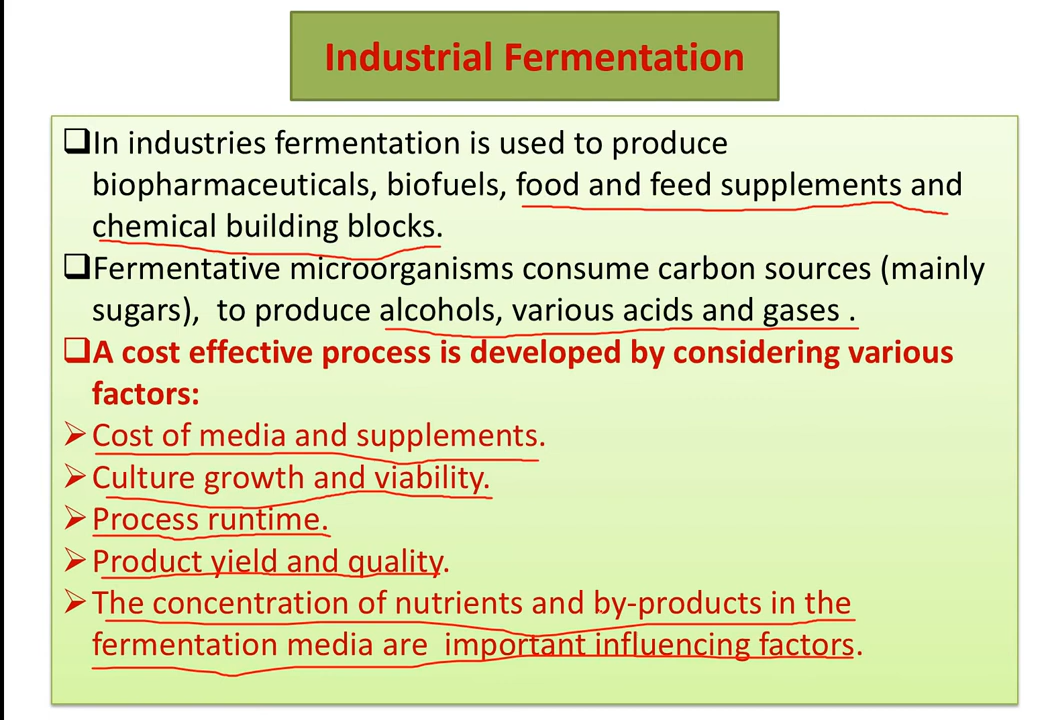 Industrial Fermentation
❑In industries fermentation is used to produce
biopharmaceuticals, biofuels, food and feed supplements and
chemical building blocks.
❑Fermentative microorganisms consume carbon sources (mainly
sugars),  to produce alcohols, various acids and gases .
❑A cost effective process is developed by considering various
factors:
➢Cost of media and supplements.
➢Culture growth and viability.
➢Process runtime.
➢Product yield and quality.
➢The concentration of nutrients and by-products in the
fermentation media are  important influencing factors.